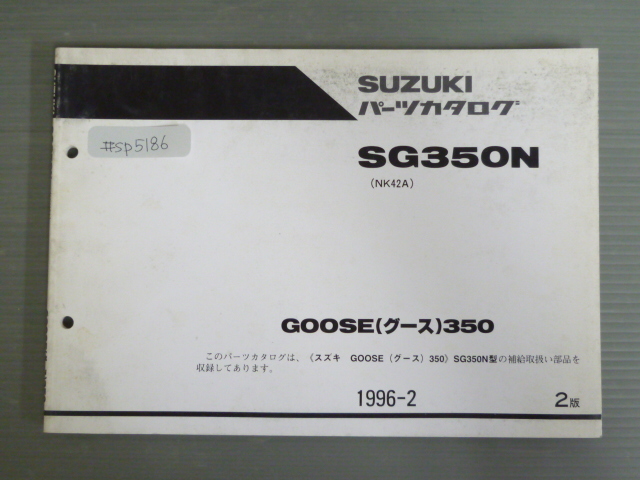 SUZUKI
パーツカタログ
#sp5186
SG350N
(NK42A)
GOOSE(グース)350
このパーツカタログは、《スズキ GOOSE(グース)350》SG350N型の補給取扱い部品を
収録してあります。
1996-2
2版